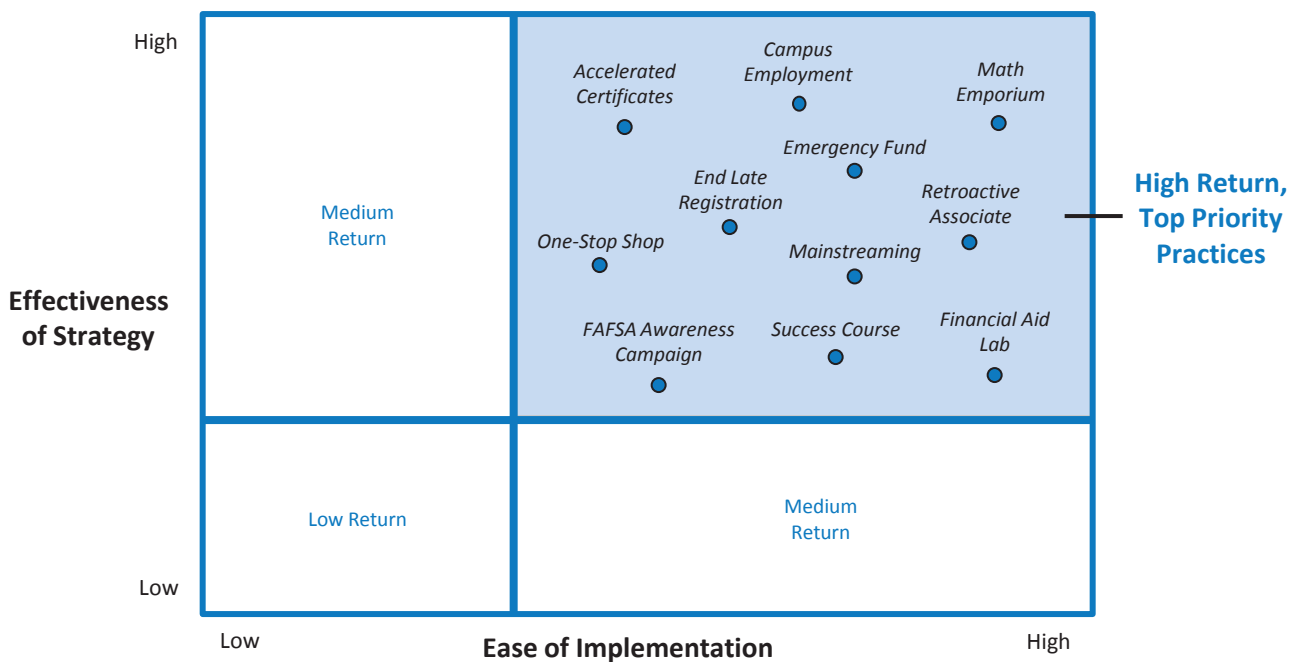 High
Accelerated
Certificates
Campus
Employment
Math
Emporium
Emergency Fund
End Late
Registration
Retroactive
Associate
One-Stop Shop
Mainstreaming
FAFSA Awareness
Campaign
Success Course
Financial Aid
Lab
Medium
Return
High Return,
Top Priority
Practices
Effectiveness
of Strategy
Low Return
Medium
Return
Low
Low
Ease of Implementation
High